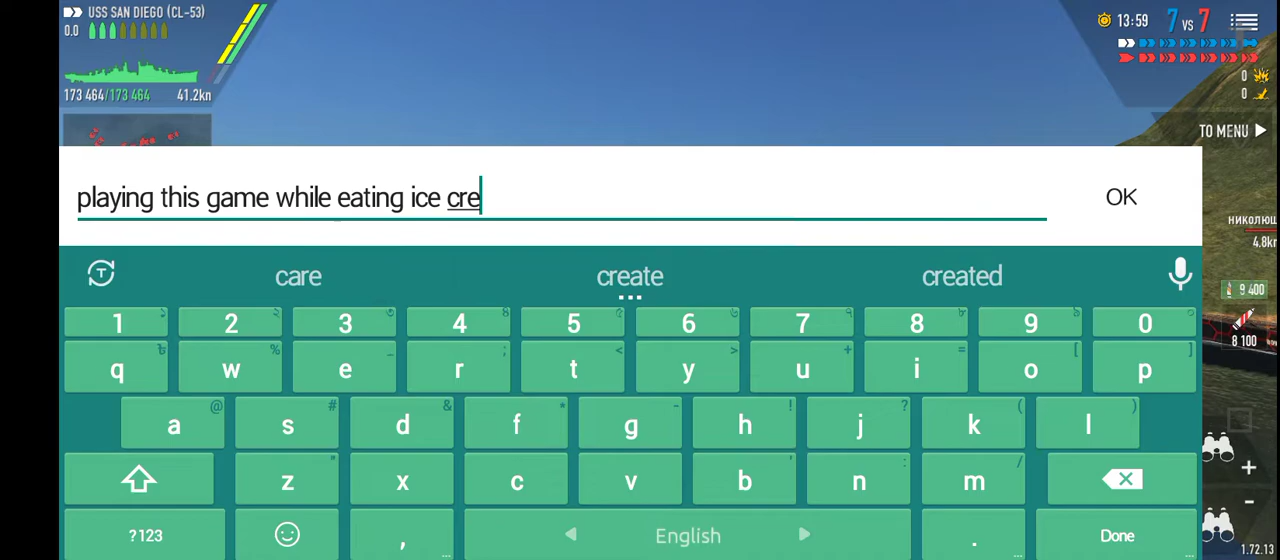 USS SAN DIEGO (CL-53)
0.0
173 464/173 464 41.2kn
13:59 7 VS 7
0
0
TO MENU
playing this game while eating ice cre OK
николющ
4.8k
9 400
8 100
care create created
1 2 3 4 5 6 7 8 9 0
q w e r t y u i o p
% _ ; < > + = [ ]
a s d f g h j k l
@ # & * - ! ? ( )
z x c v b n m
" ' : /
?123 , English . Done
1.72.13